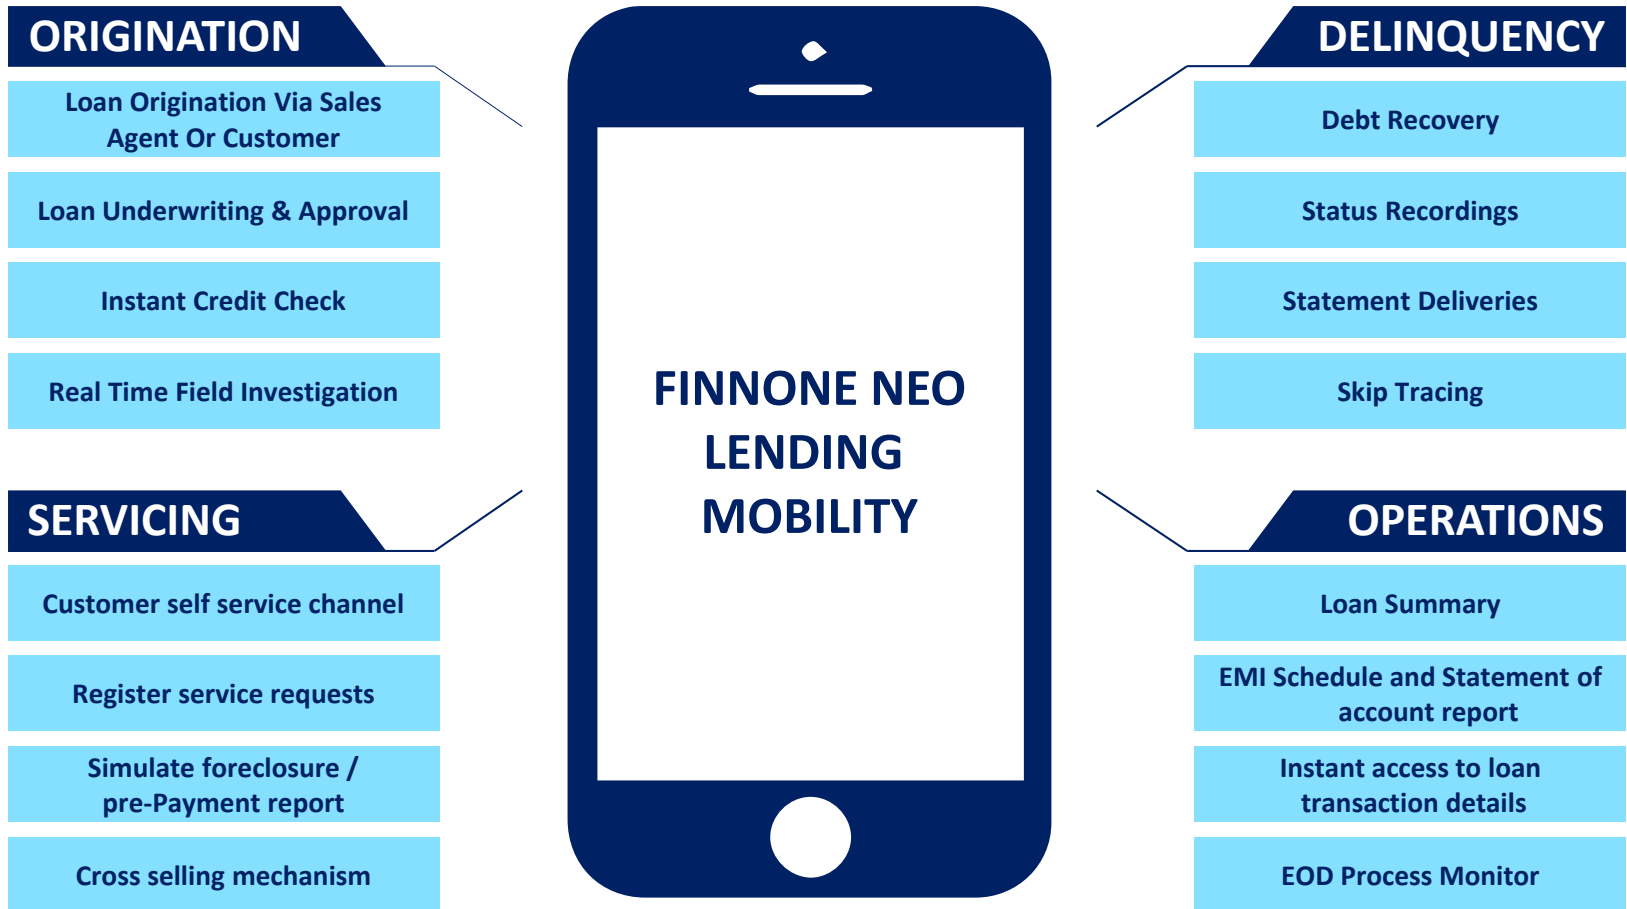 ORIGINATION
Loan Origination Via Sales
Agent Or Customer
Loan Underwriting & Approval
Instant Credit Check
Real Time Field Investigation
SERVICING
Customer self service channel
Register service requests
Simulate foreclosure /
pre-Payment report
Cross selling mechanism
FINNONE NEO
LENDING
MOBILITY
DELINQUENCY
Debt Recovery
Status Recordings
Statement Deliveries
Skip Tracing
OPERATIONS
Loan Summary
EMI Schedule and Statement of
account report
Instant access to loan
transaction details
EOD Process Monitor